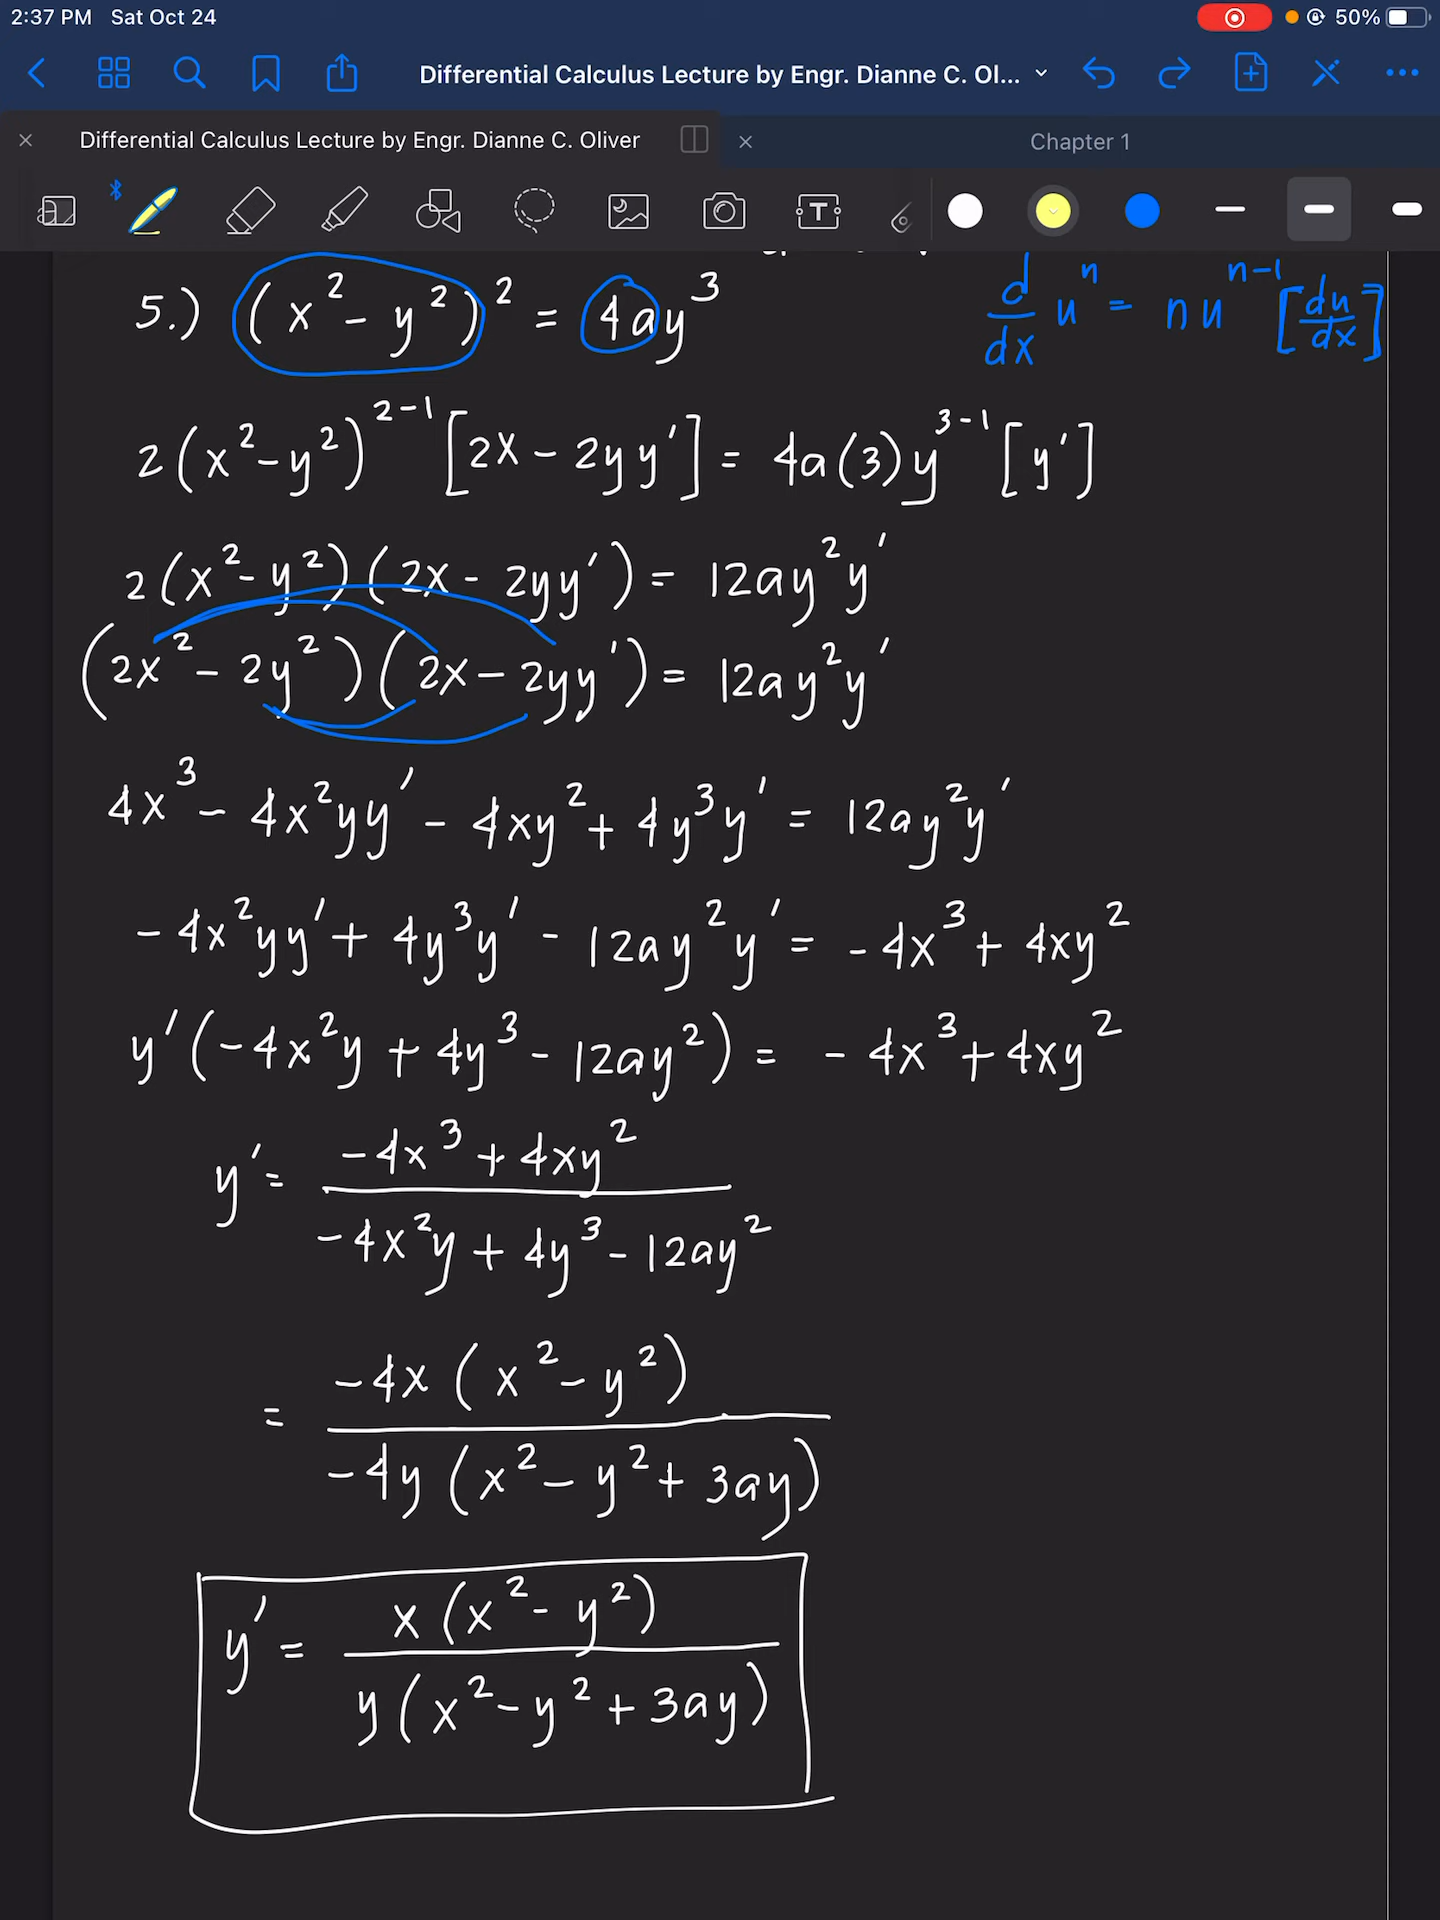 2:37 PM Sat Oct 24 50%
Differential Calculus Lecture by Engr. Dianne C. Ol...
Differential Calculus Lecture by Engr. Dianne C. Oliver
Chapter 1
T
5.) (x² - y²)² = 4ay³
d/dx uⁿ = nuⁿ⁻¹ [du/dx]
2(x²-y²)²⁻¹ [2x - 2yy'] = 4a(3)y³⁻¹ [y']
2(x²-y²)(2x - 2yy') = 12ay²y'
(2x² - 2y²)(2x - 2yy') = 12ay²y'
4x³ - 4x²yy' - 4xy² + 4y³y' = 12ay²y'
-4x²yy' + 4y³y' - 12ay²y' = -4x³ + 4xy²
y'(-4x²y + 4y³ - 12ay²) = -4x³ + 4xy²
-4x³ + 4xy²
y' =
-4x²y + 4y³ - 12ay²
-4x (x² - y²)
=
-4y (x² - y² + 3ay)
x (x² - y²)
y' =
y (x² - y² + 3ay)